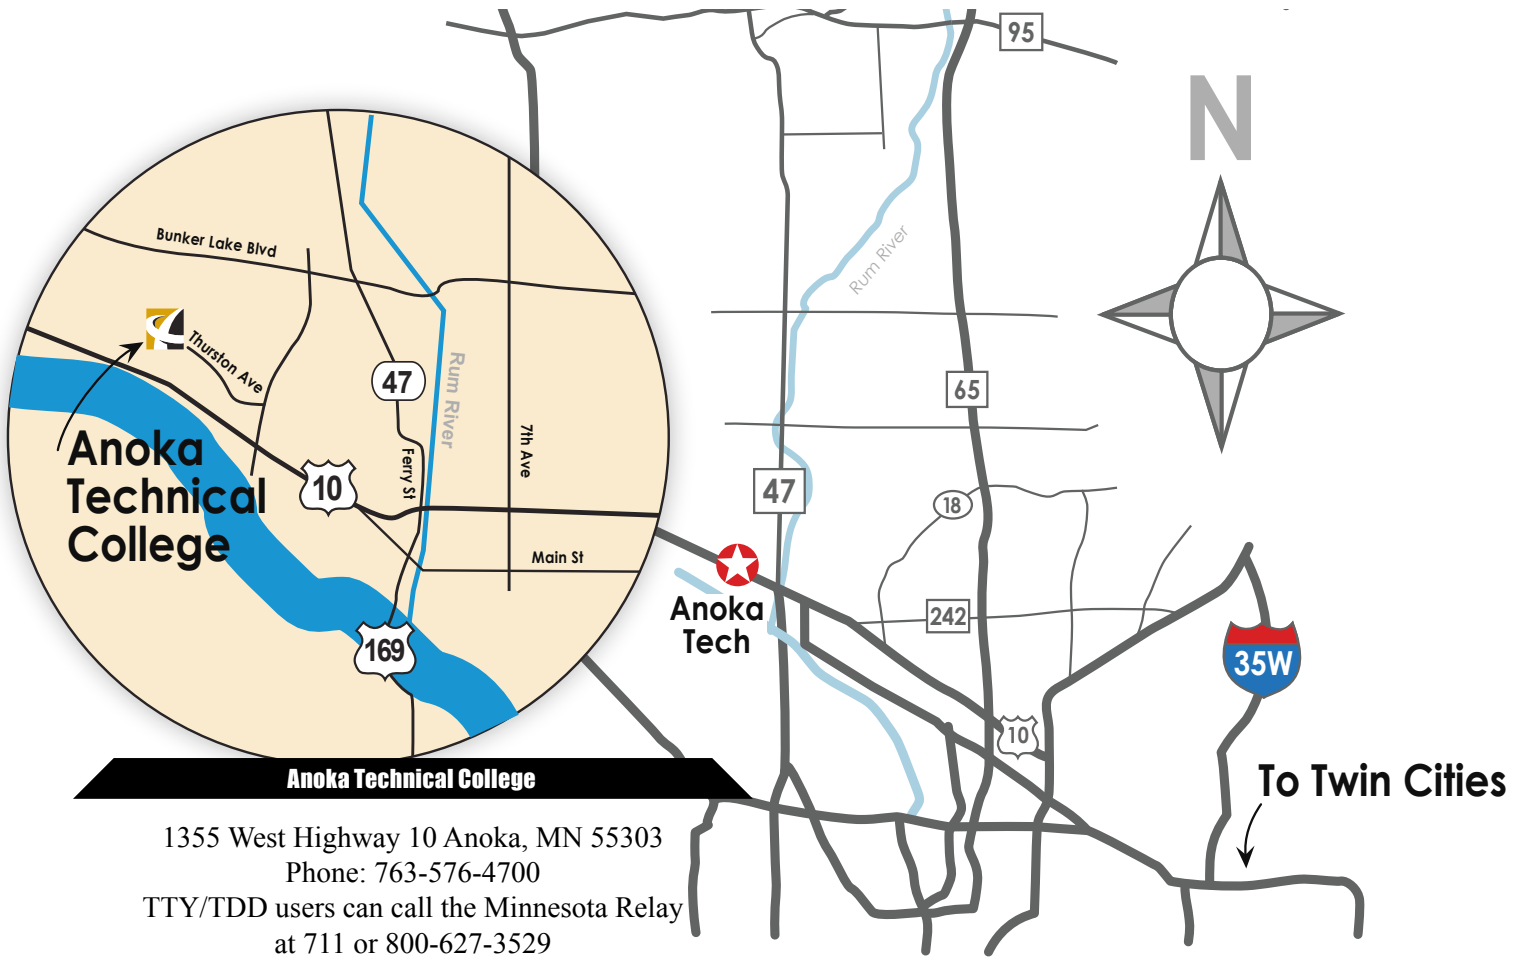 95
N
Bunker Lake Blvd
Rum River
Thurston Ave
47
Rum River
65
7th Ave
Anoka
Technical
College
Ferry St
10
47
18
Main St
Anoka
Tech
242
169
35W
10
To Twin Cities
Anoka Technical College
1355 West Highway 10 Anoka, MN 55303
Phone: 763-576-4700
TTY/TDD users can call the Minnesota Relay
at 711 or 800-627-3529